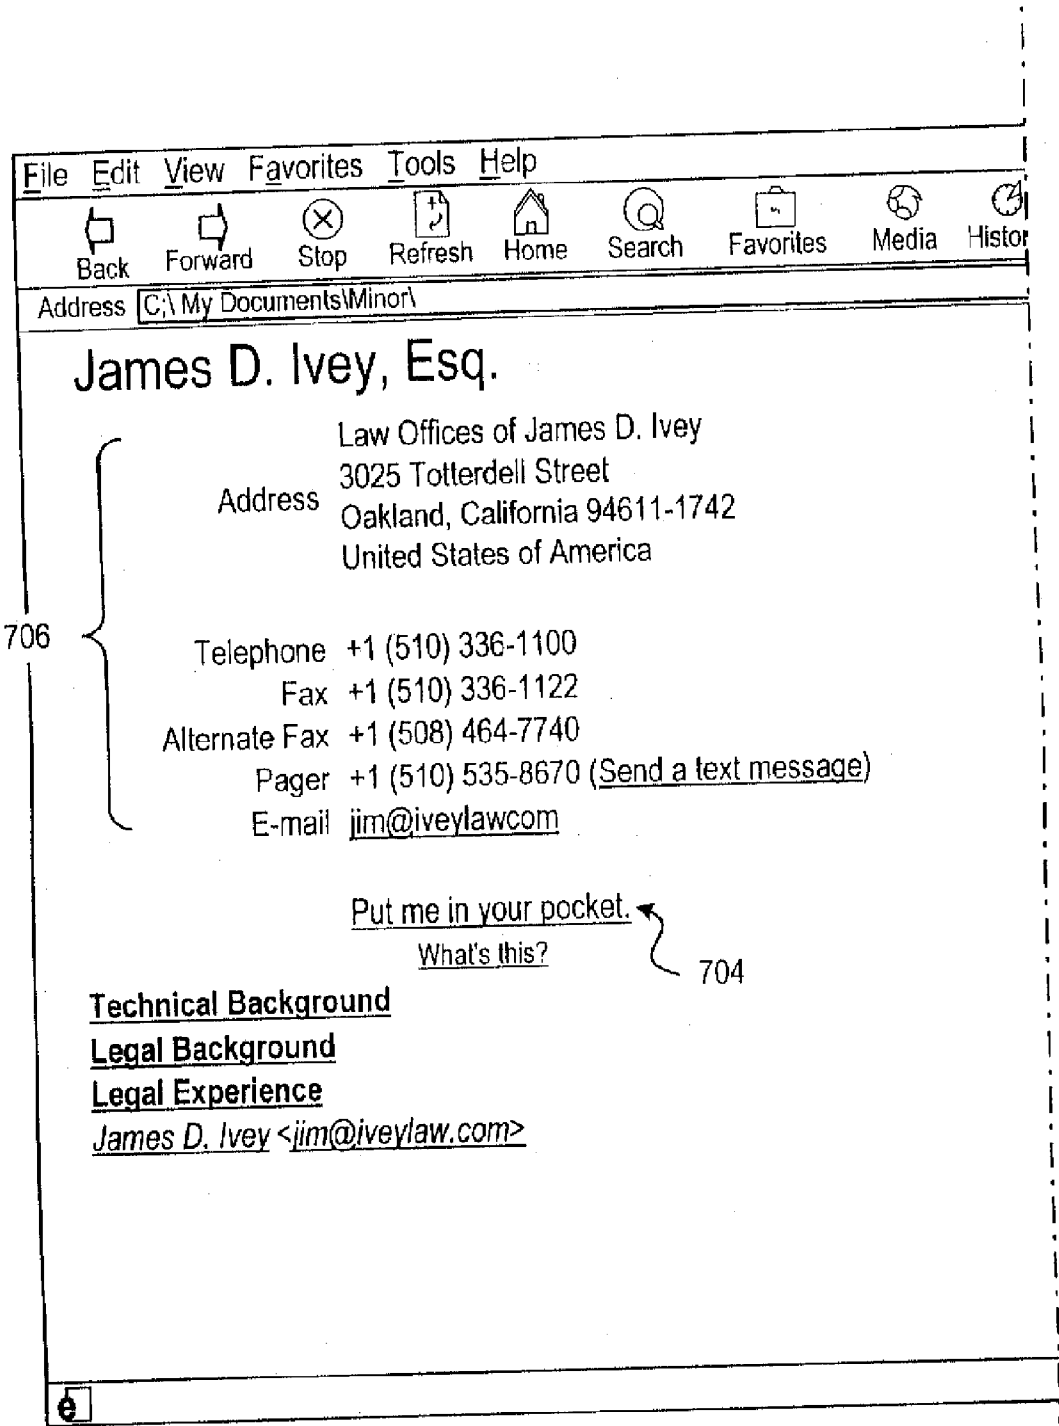 File Edit View Favorites Tools Help
Back Forward Stop Refresh Home Search Favorites Media Histor
Address C;\ My Documents\Minor\
James D. Ivey, Esq.
Law Offices of James D. Ivey
3025 Totterdell Street
Address
Oakland, California 94611-1742
United States of America
706
Telephone +1 (510) 336-1100
Fax +1 (510) 336-1122
Alternate Fax +1 (508) 464-7740
Pager +1 (510) 535-8670 (Send a text message)
E-mail jim@iveylawcom
Put me in your pocket.
What's this?
704
Technical Background
Legal Background
Legal Experience
James D. Ivey <jim@iveylaw.com>
e